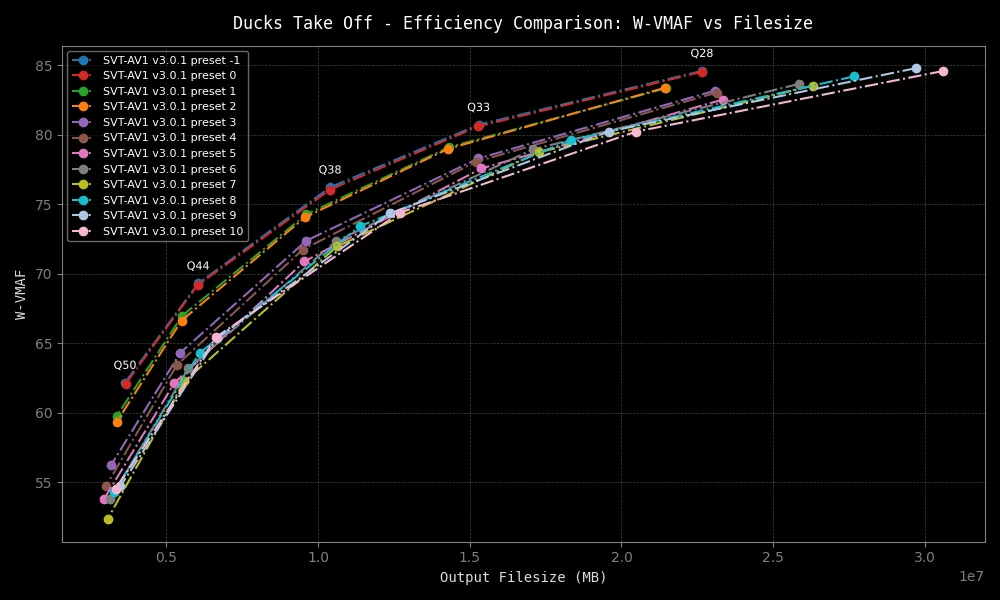 Ducks Take Off - Efficiency Comparison: W-VMAF vs Filesize
SVT-AV1 v3.0.1 preset -1
SVT-AV1 v3.0.1 preset 0
SVT-AV1 v3.0.1 preset 1
SVT-AV1 v3.0.1 preset 2
SVT-AV1 v3.0.1 preset 3
SVT-AV1 v3.0.1 preset 4
SVT-AV1 v3.0.1 preset 5
SVT-AV1 v3.0.1 preset 6
SVT-AV1 v3.0.1 preset 7
SVT-AV1 v3.0.1 preset 8
SVT-AV1 v3.0.1 preset 9
SVT-AV1 v3.0.1 preset 10
Q28
Q33
Q38
Q44
Q50
W-VMAF
85
80
75
70
65
60
55
0.5
1.0
1.5
2.0
2.5
3.0
1e7
Output Filesize (MB)